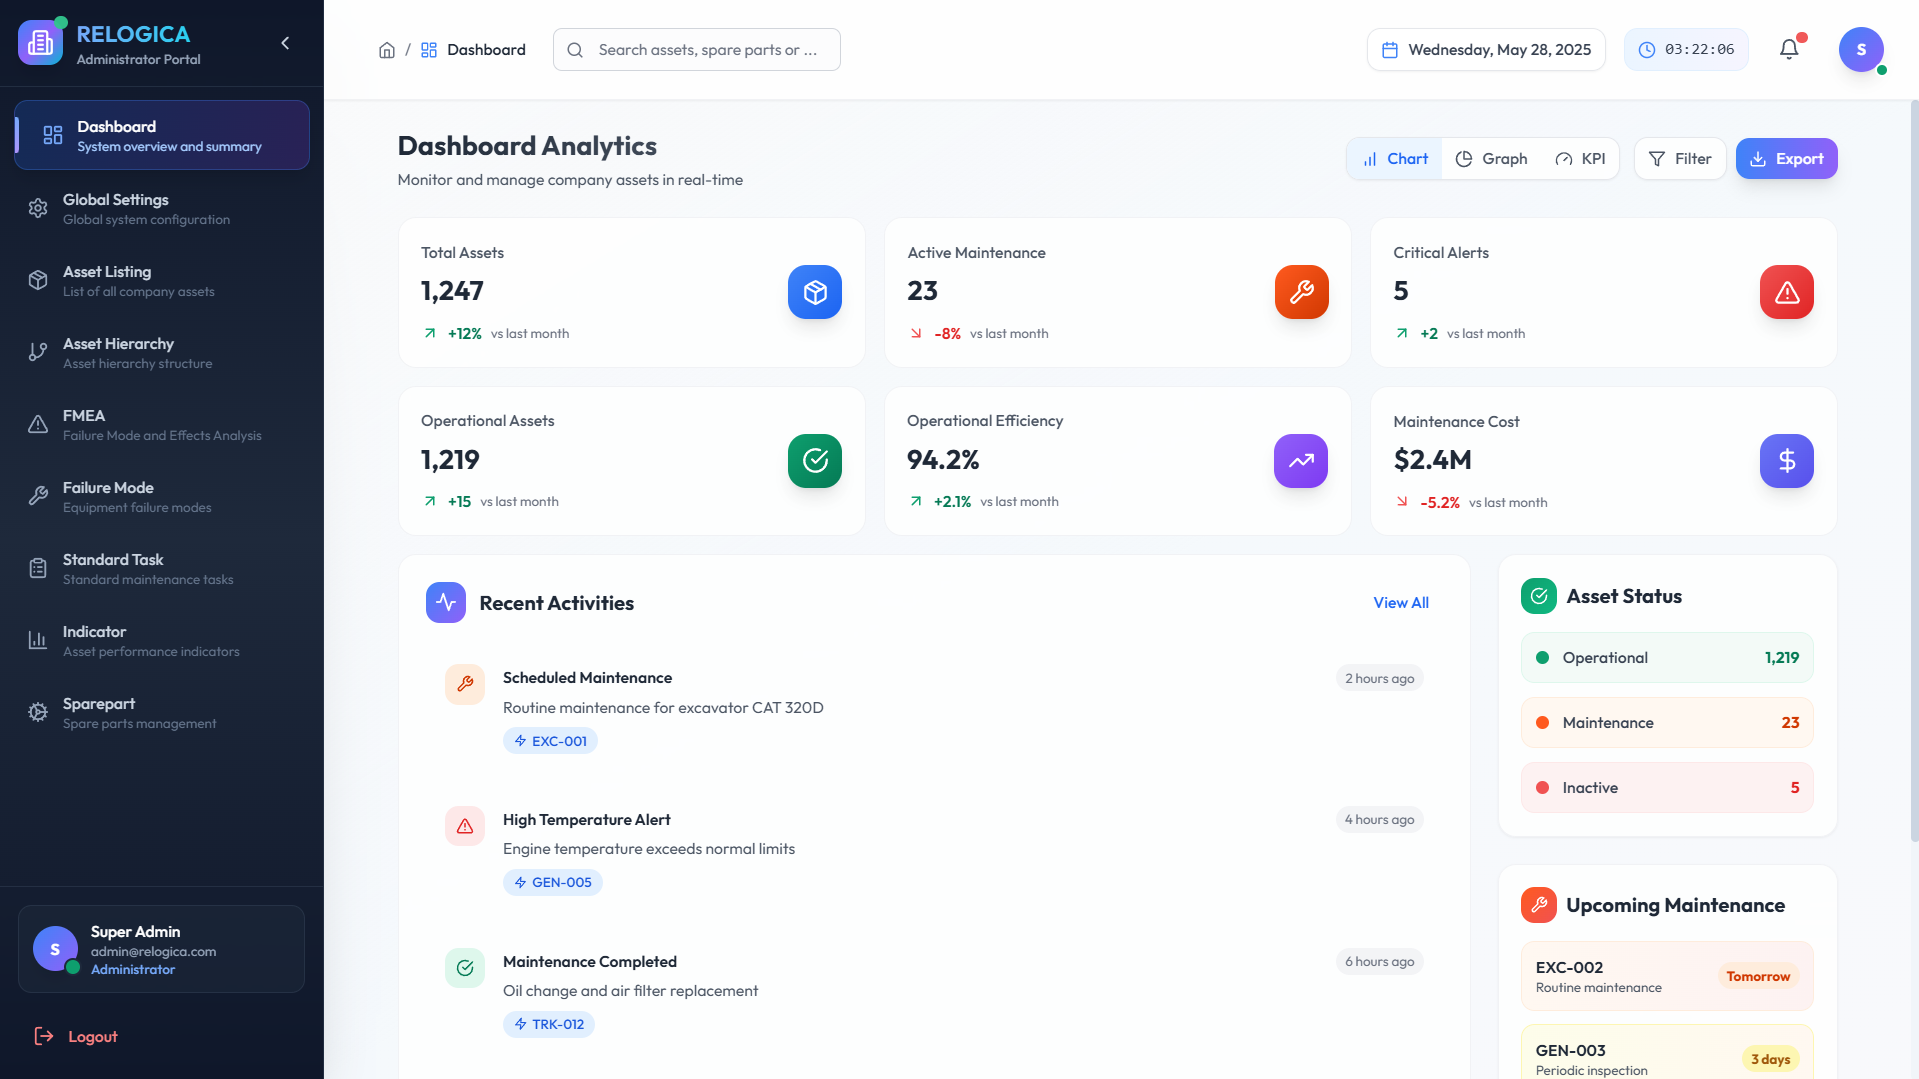 RELOGICA
Administrator Portal
Dashboard
System overview and summary
Global Settings
Global system configuration
Asset Listing
List of all company assets
Asset Hierarchy
Asset hierarchy structure
FMEA
Failure Mode and Effects Analysis
Failure Mode
Equipment failure modes
Standard Task
Standard maintenance tasks
Indicator
Asset performance indicators
Sparepart
Spare parts management
S
Super Admin
admin@relogica.com
Administrator
Logout
/ Dashboard
Search assets, spare parts or ...
Wednesday, May 28, 2025
03:22:06
S
Dashboard Analytics
Monitor and manage company assets in real-time
Chart
Graph
KPI
Filter
Export
Total Assets
1,247
+12% vs last month
Active Maintenance
23
-8% vs last month
Critical Alerts
5
+2 vs last month
Operational Assets
1,219
+15 vs last month
Operational Efficiency
94.2%
+2.1% vs last month
Maintenance Cost
$2.4M
-5.2% vs last month
Recent Activities
View All
Scheduled Maintenance
2 hours ago
Routine maintenance for excavator CAT 320D
EXC-001
High Temperature Alert
4 hours ago
Engine temperature exceeds normal limits
GEN-005
Maintenance Completed
6 hours ago
Oil change and air filter replacement
TRK-012
Asset Status
Operational 1,219
Maintenance 23
Inactive 5
Upcoming Maintenance
EXC-002
Routine maintenance
Tomorrow
GEN-003
Periodic inspection
3 days